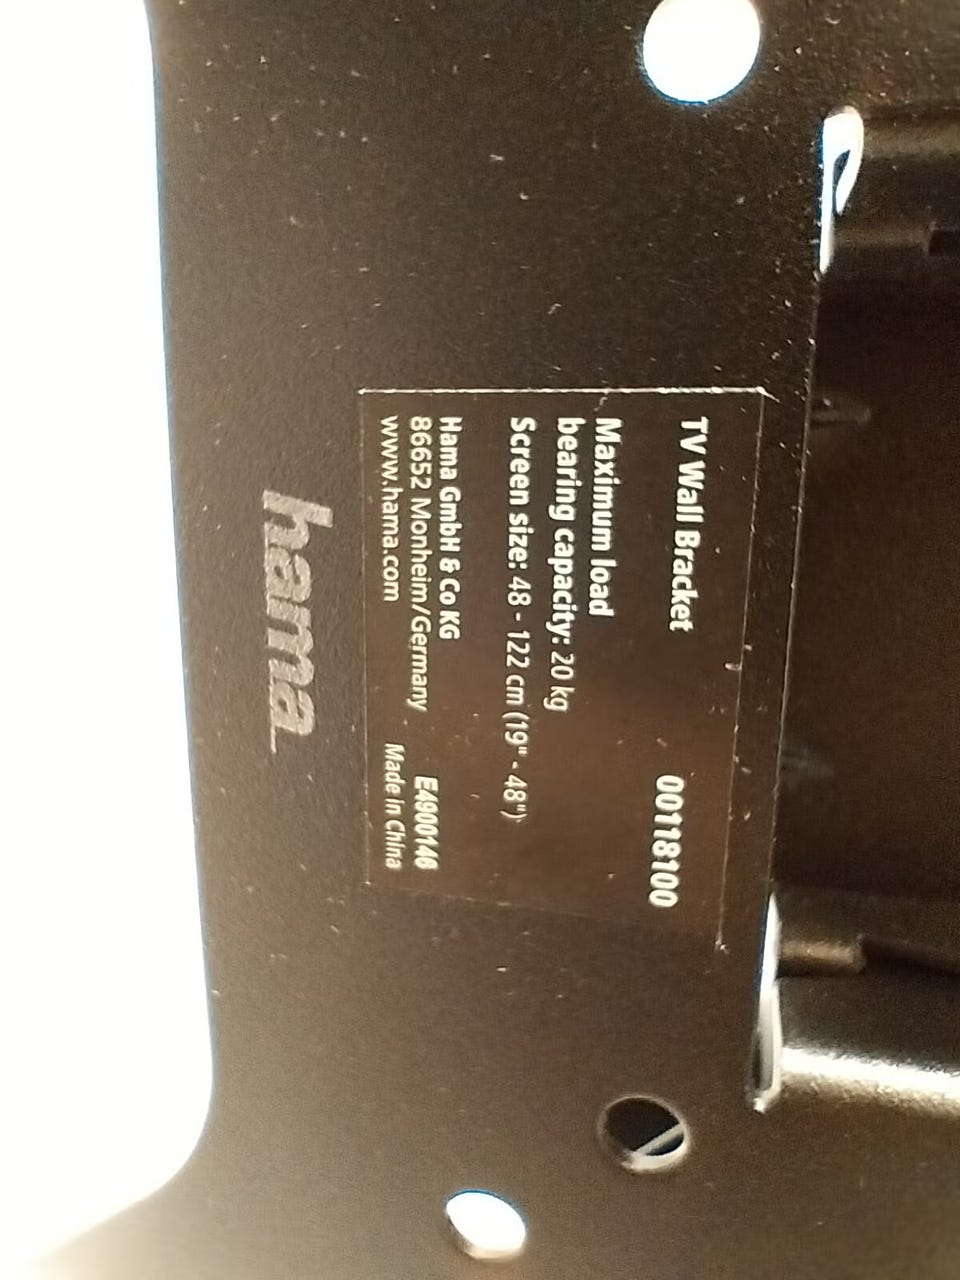 TV Wall Bracket 00118100
Maximum load
bearing capacity: 20 kg
Screen size: 48 - 122 cm (19" - 48")
Hama GmbH & Co KG
86652 Monheim/Germany E4900146
www.hama.com Made in China
hama